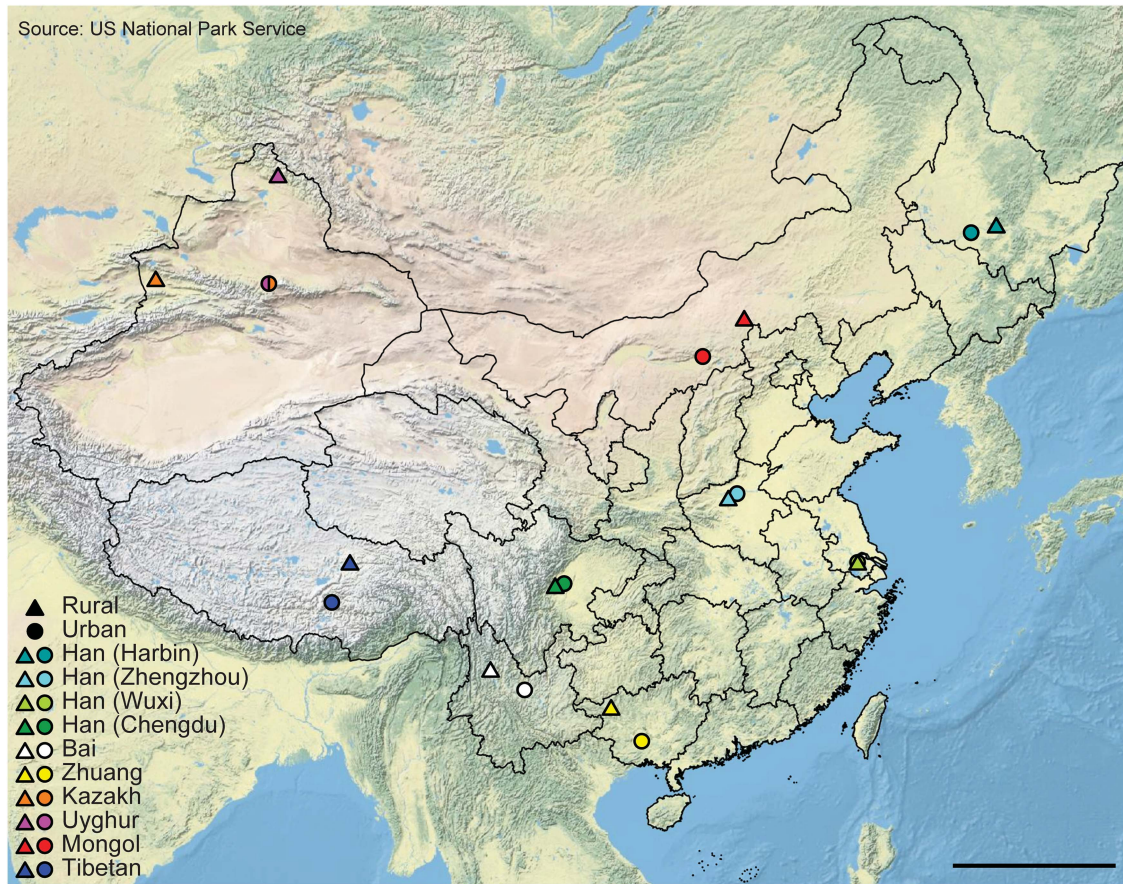 Source: US National Park Service
Rural
Urban
Han (Harbin)
Han (Zhengzhou)
Han (Wuxi)
Han (Chengdu)
Bai
Zhuang
Kazakh
Uyghur
Mongol
Tibetan